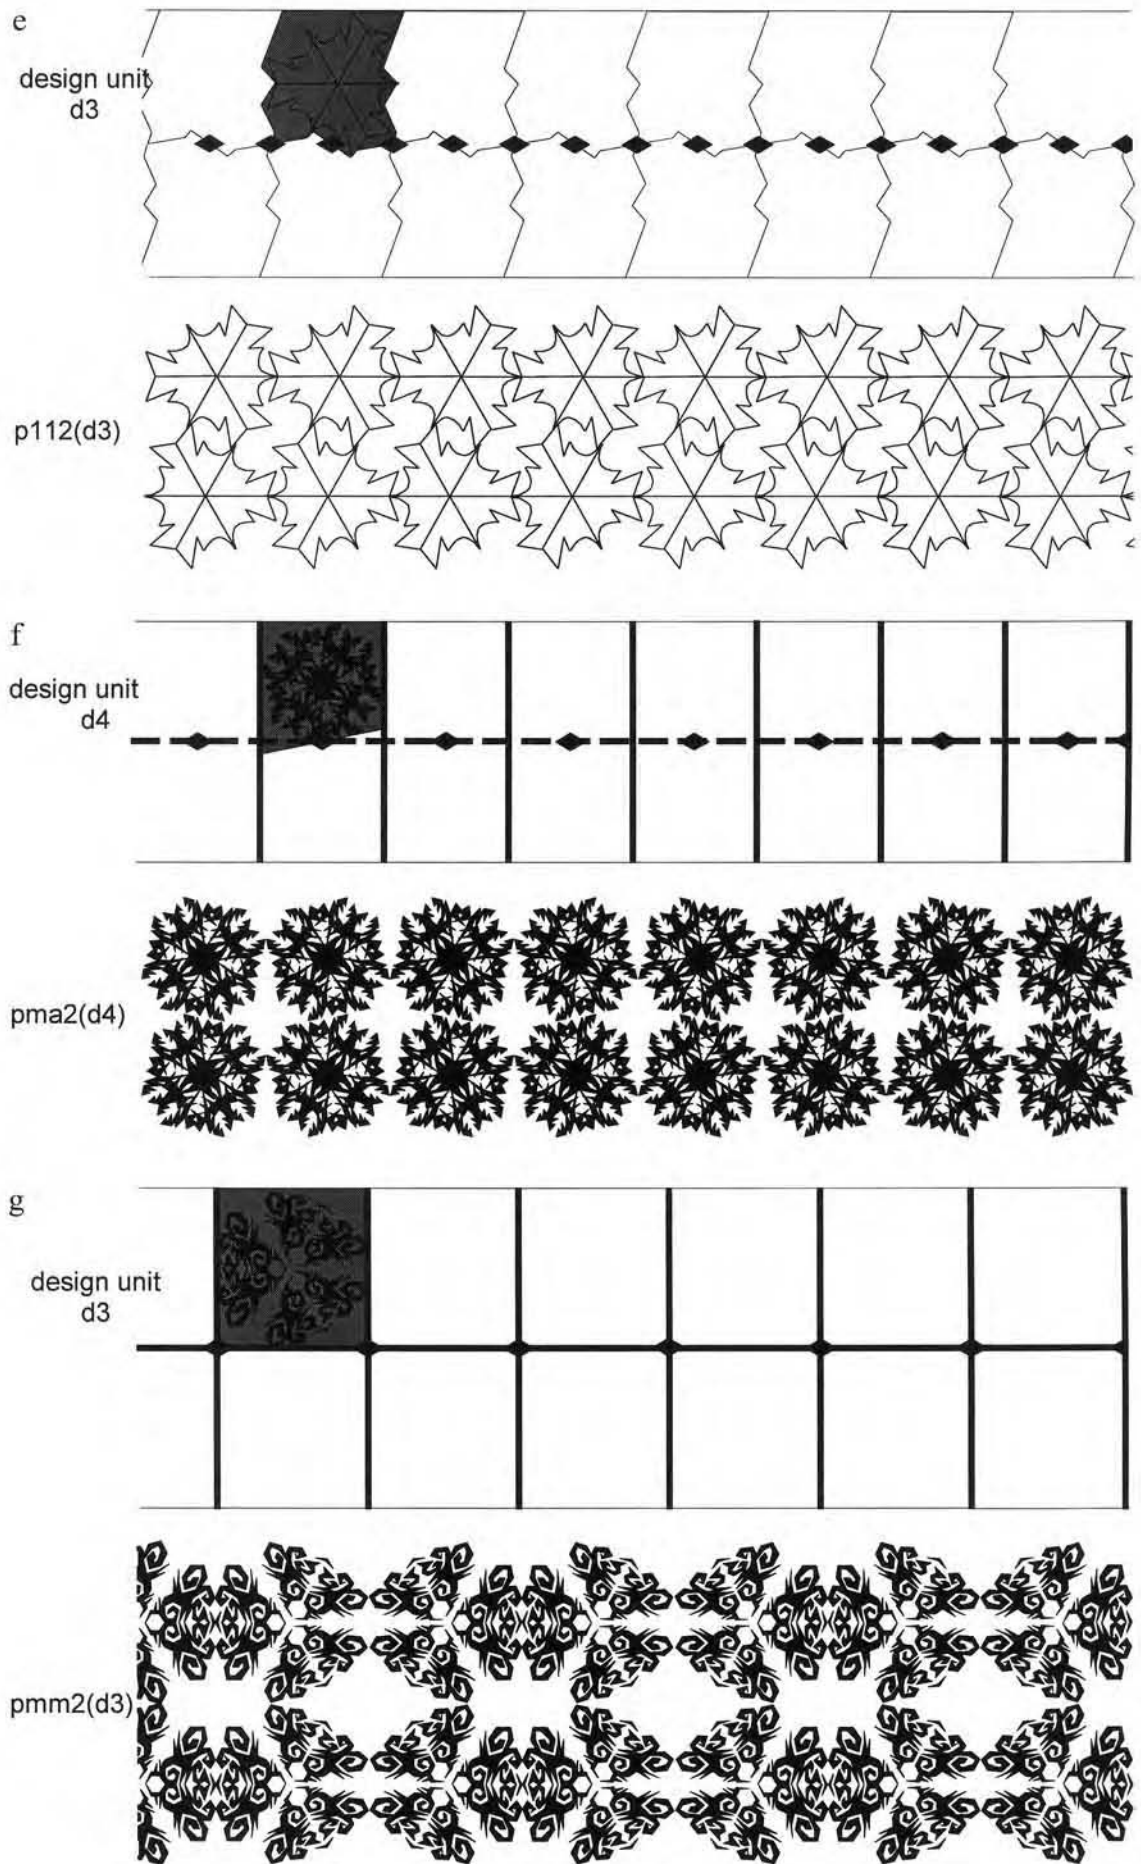 e
design unit
d3
p112(d3)
f
design unit
d4
pma2(d4)
g
design unit
d3
pmm2(d3)